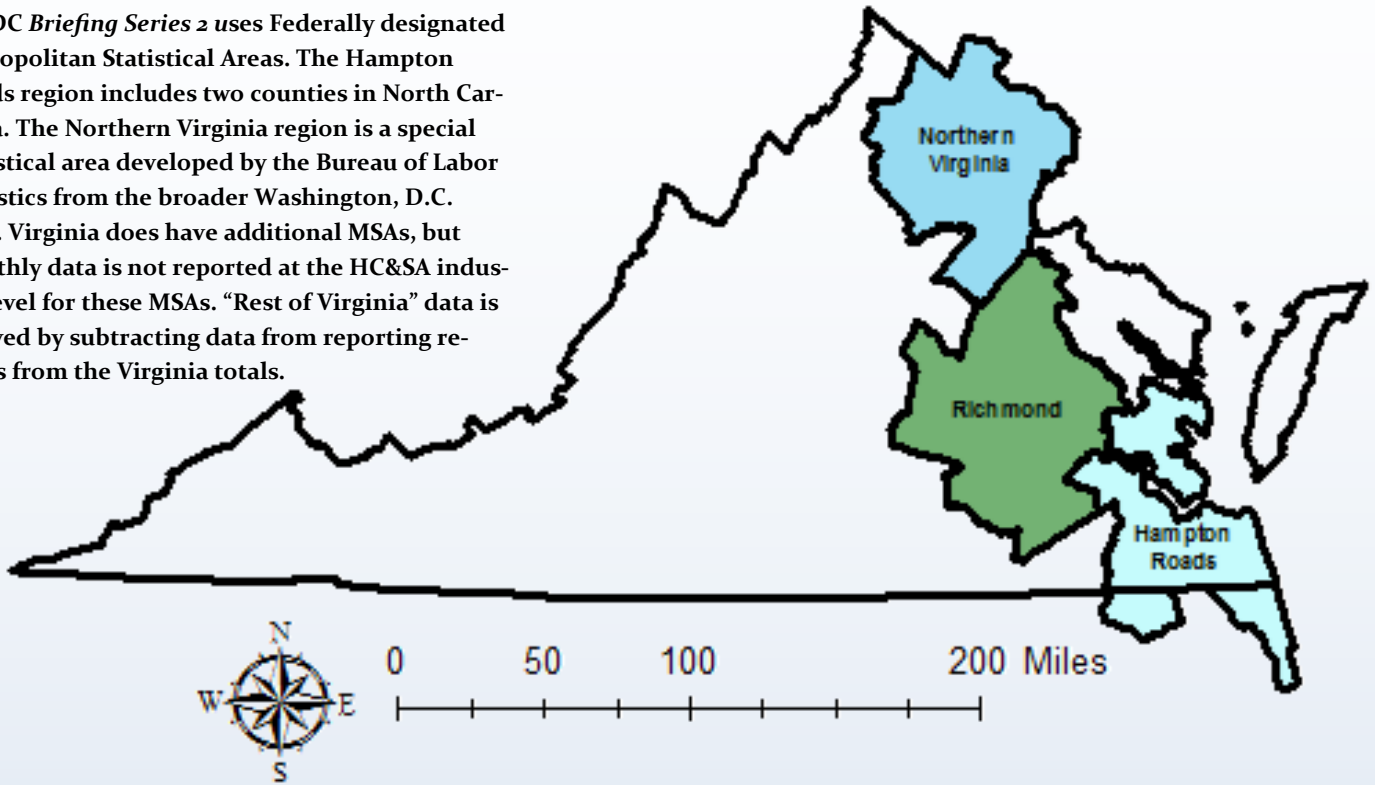 DC Briefing Series 2 uses Federally designated
opolitan Statistical Areas. The Hampton
s region includes two counties in North Car-
. The Northern Virginia region is a special
stical area developed by the Bureau of Labor
stics from the broader Washington, D.C.
. Virginia does have additional MSAs, but
thly data is not reported at the HC&SA indus-
evel for these MSAs. “Rest of Virginia” data is
ved by subtracting data from reporting re-
s from the Virginia totals.
Northern
Virginia
Richmond
Hampton
Roads
N
W E
S
0 50 100 200 Miles